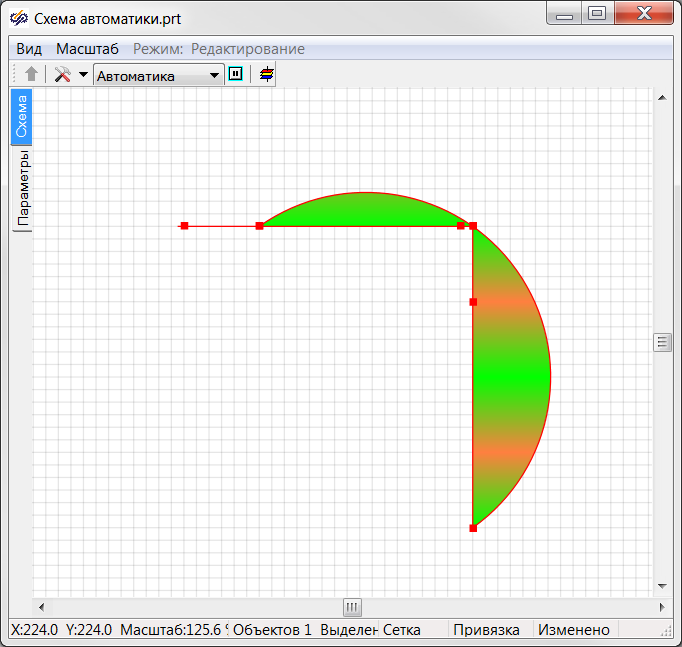 Схема автоматики.prt
Вид Масштаб Режим: Редактирование
Автоматика
Схема
Параметры
X:224.0 Y:224.0 Масштаб:125.6 % Объектов 1 Выделен Сетка Привязка Изменено